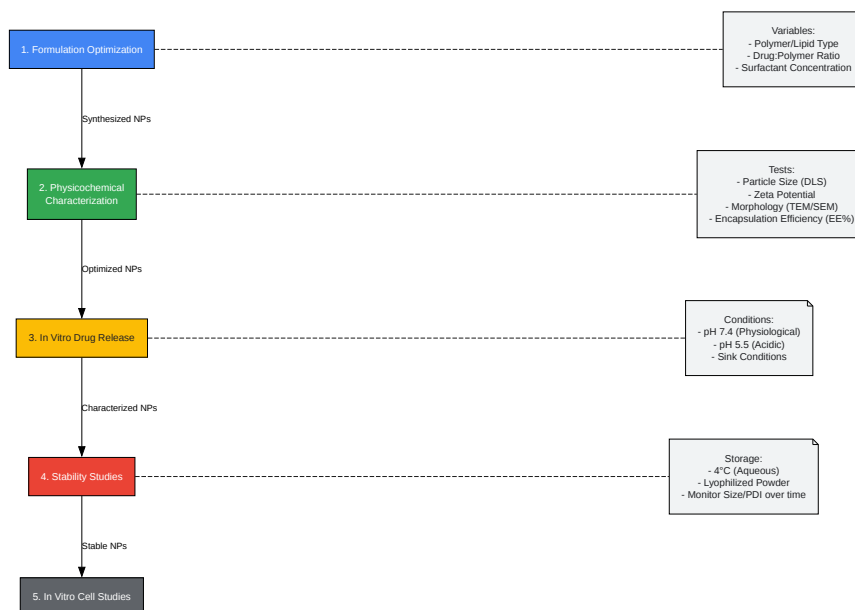 1. Formulation Optimization
Variables:
- Polymer/Lipid Type
- Drug:Polymer Ratio
- Surfactant Concentration
Synthesized NPs
2. Physicochemical
Characterization
Tests:
- Particle Size (DLS)
- Zeta Potential
- Morphology (TEM/SEM)
- Encapsulation Efficiency (EE%)
Optimized NPs
3. In Vitro Drug Release
Conditions:
- pH 7.4 (Physiological)
- pH 5.5 (Acidic)
- Sink Conditions
Characterized NPs
4. Stability Studies
Storage:
- 4°C (Aqueous)
- Lyophilized Powder
- Monitor Size/PDI over time
Stable NPs
5. In Vitro Cell Studies